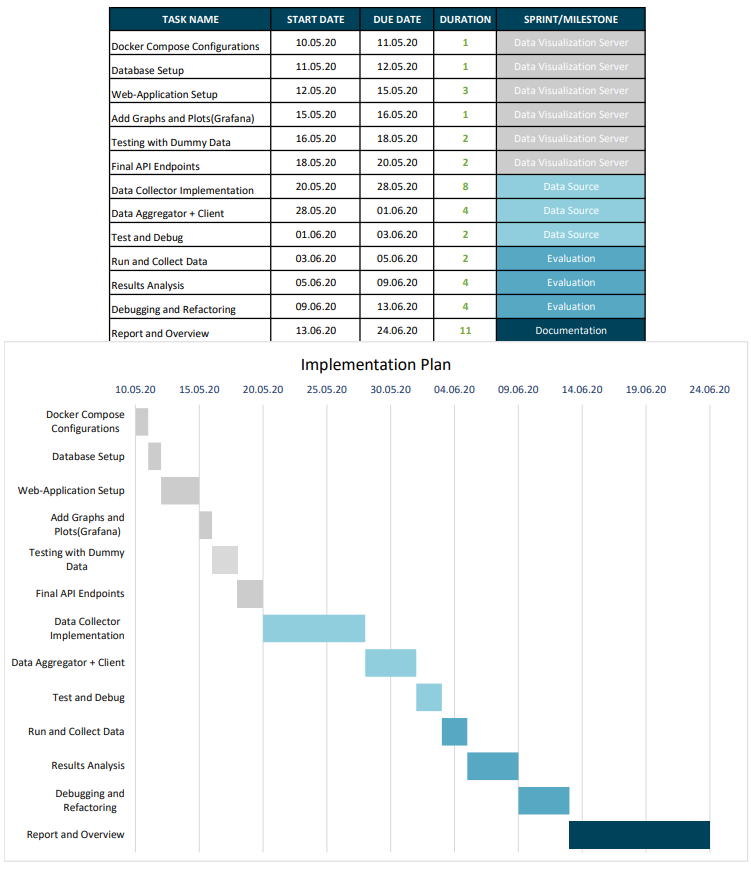 TASK NAME START DATE DUE DATE DURATION SPRINT/MILESTONE
Docker Compose Configurations 10.05.20 11.05.20 1 Data Visualization Server
Database Setup 11.05.20 12.05.20 1 Data Visualization Server
Web-Application Setup 12.05.20 15.05.20 3 Data Visualization Server
Add Graphs and Plots(Grafana) 15.05.20 16.05.20 1 Data Visualization Server
Testing with Dummy Data 16.05.20 18.05.20 2 Data Visualization Server
Final API Endpoints 18.05.20 20.05.20 2 Data Visualization Server
Data Collector Implementation 20.05.20 28.05.20 8 Data Source
Data Aggregator + Client 28.05.20 01.06.20 4 Data Source
Test and Debug 01.06.20 03.06.20 2 Data Source
Run and Collect Data 03.06.20 05.06.20 2 Evaluation
Results Analysis 05.06.20 09.06.20 4 Evaluation
Debugging and Refactoring 09.06.20 13.06.20 4 Evaluation
Report and Overview 13.06.20 24.06.20 11 Documentation
Implementation Plan
10.05.20 15.05.20 20.05.20 25.05.20 30.05.20 04.06.20 09.06.20 14.06.20 19.06.20 24.06.20
Docker Compose
Configurations
Database Setup
Web-Application Setup
Add Graphs and
Plots(Grafana)
Testing with Dummy
Data
Final API Endpoints
Data Collector
Implementation
Data Aggregator + Client
Test and Debug
Run and Collect Data
Results Analysis
Debugging and
Refactoring
Report and Overview